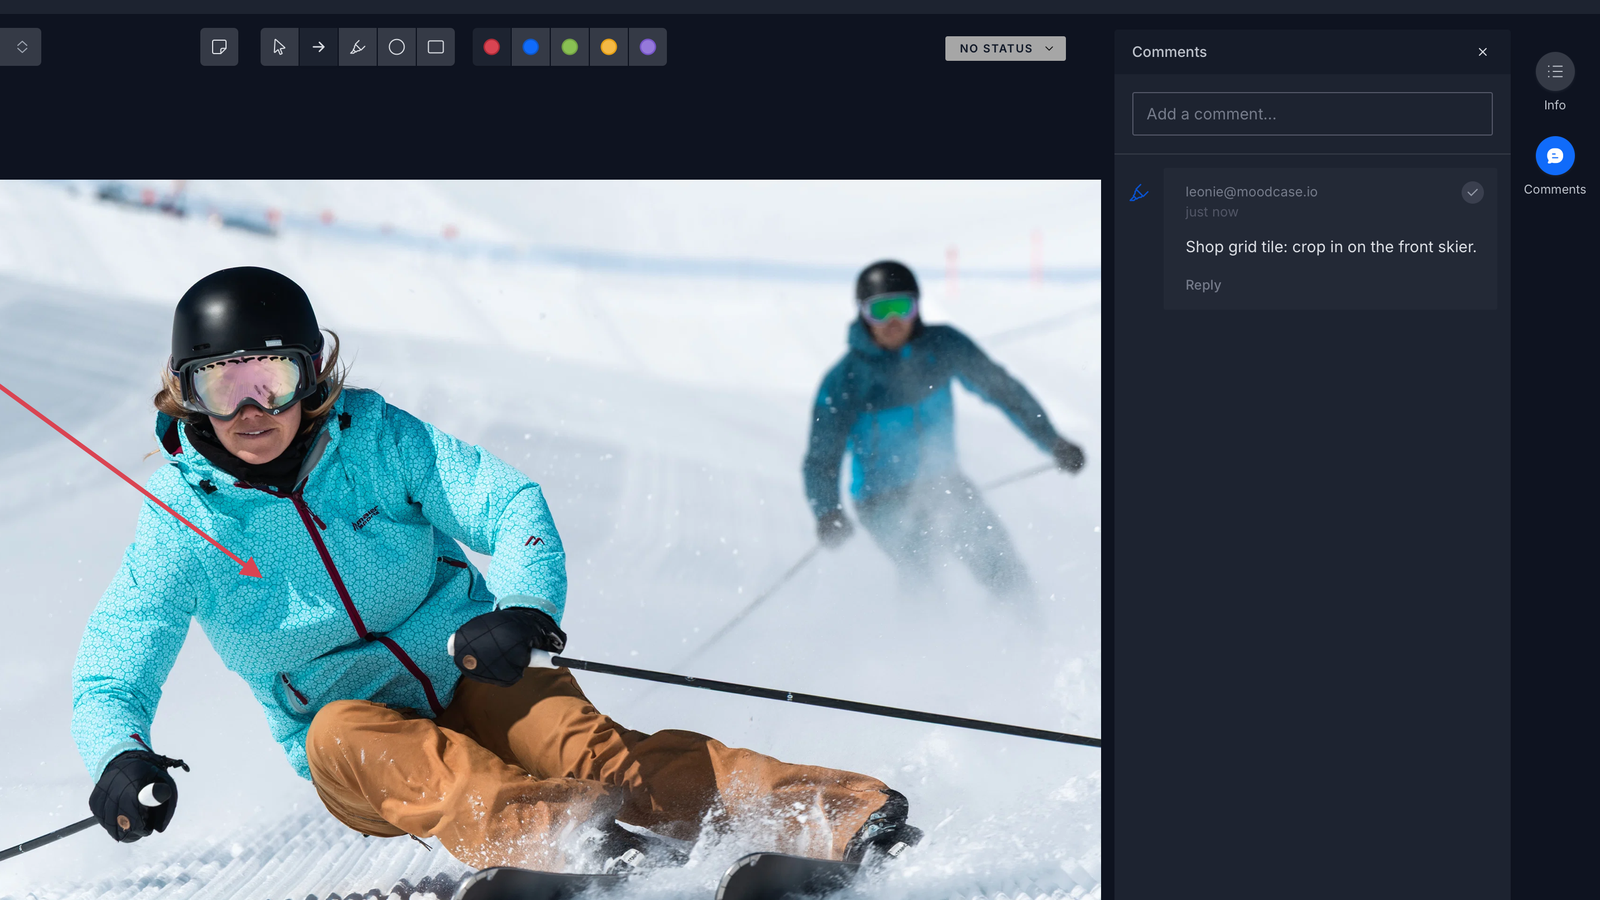 NO STATUS
Comments
Add a comment...
leonie@moodcase.io
just now
Shop grid tile: crop in on the front skier.
Reply
Info
Comments